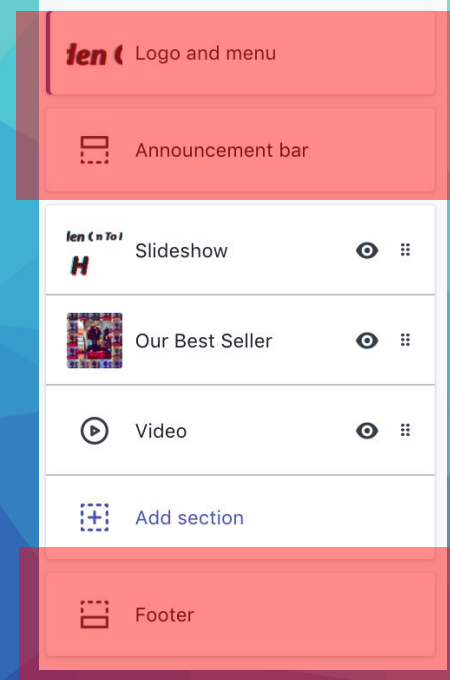 Logo and menu
Announcement bar
Slideshow
H
Our Best Seller
Video
Add section
Footer